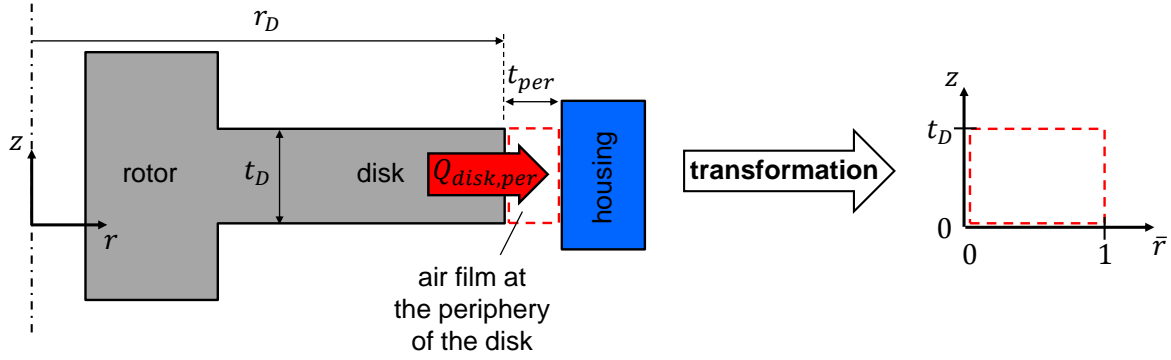 r_D
t_per
z
rotor
t_D
disk
Q_disk,per
housing
r
air film at
the periphery
of the disk
transformation
z
t_D
0
0
1
r̄